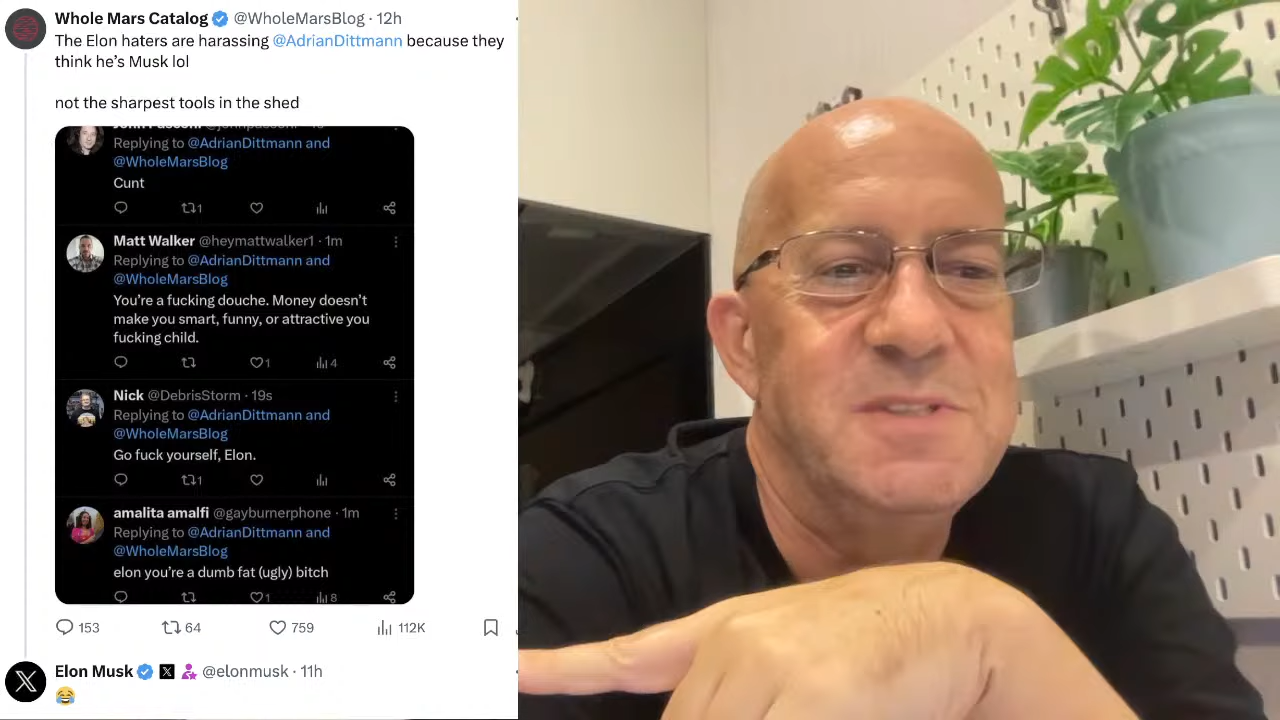 Whole Mars Catalog @WholeMarsBlog · 12h
The Elon haters are harassing @AdrianDittmann because they
think he's Musk lol
not the sharpest tools in the shed
Replying to @AdrianDittmann and
@WholeMarsBlog
Cunt
1
Matt Walker @heymattwalker1 · 1m
Replying to @AdrianDittmann and
@WholeMarsBlog
You're a fucking douche. Money doesn't
make you smart, funny, or attractive you
fucking child.
1 4
Nick @DebrisStorm · 19s
Replying to @AdrianDittmann and
@WholeMarsBlog
Go fuck yourself, Elon.
1
amalita amalfi @gayburnerphone · 1m
Replying to @AdrianDittmann and
@WholeMarsBlog
elon you're a dumb fat (ugly) bitch
1 8
153 64 759 112K
Elon Musk X @elonmusk · 11h